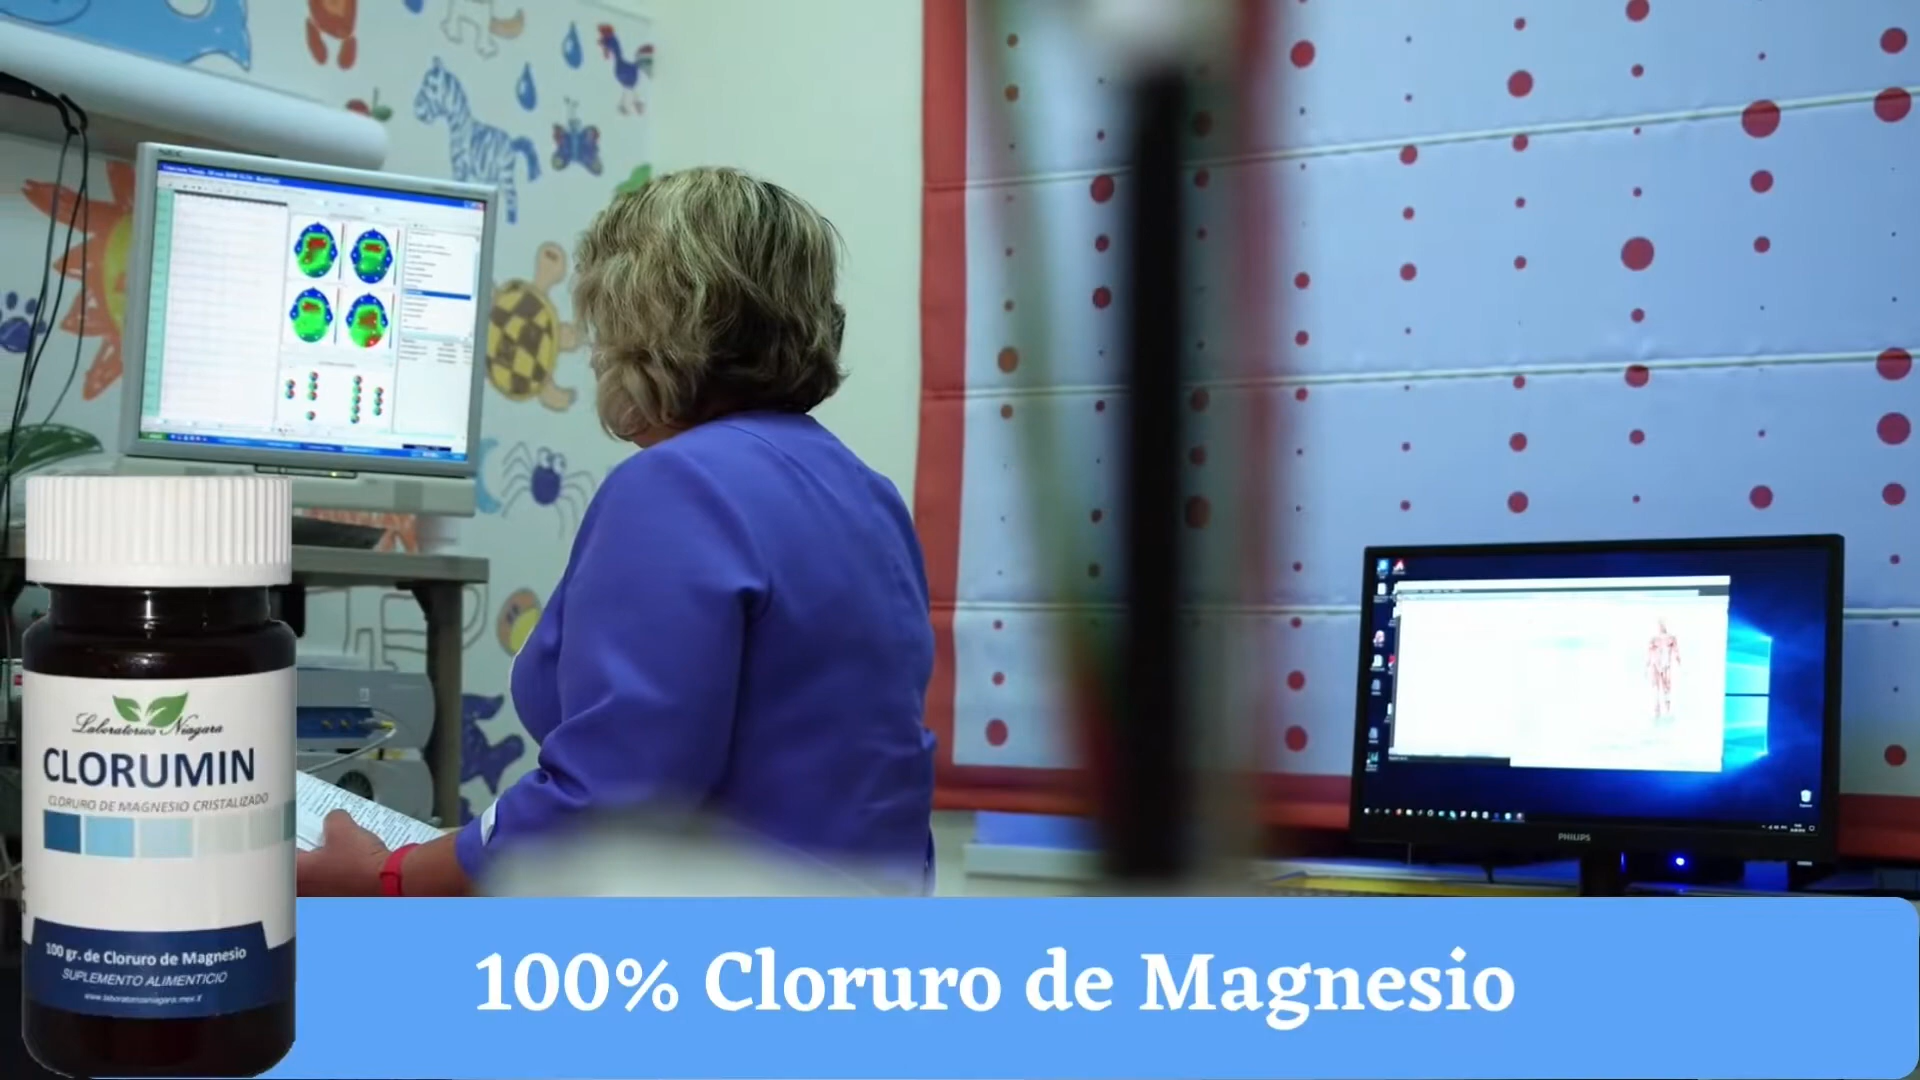 NEC
Laboratorios Niagara
CLORUMIN
CLORURO DE MAGNESIO CRISTALIZADO
100 gr. de Cloruro de Magnesio
SUPLEMENTO ALIMENTICIO
PHILIPS
100% Cloruro de Magnesio